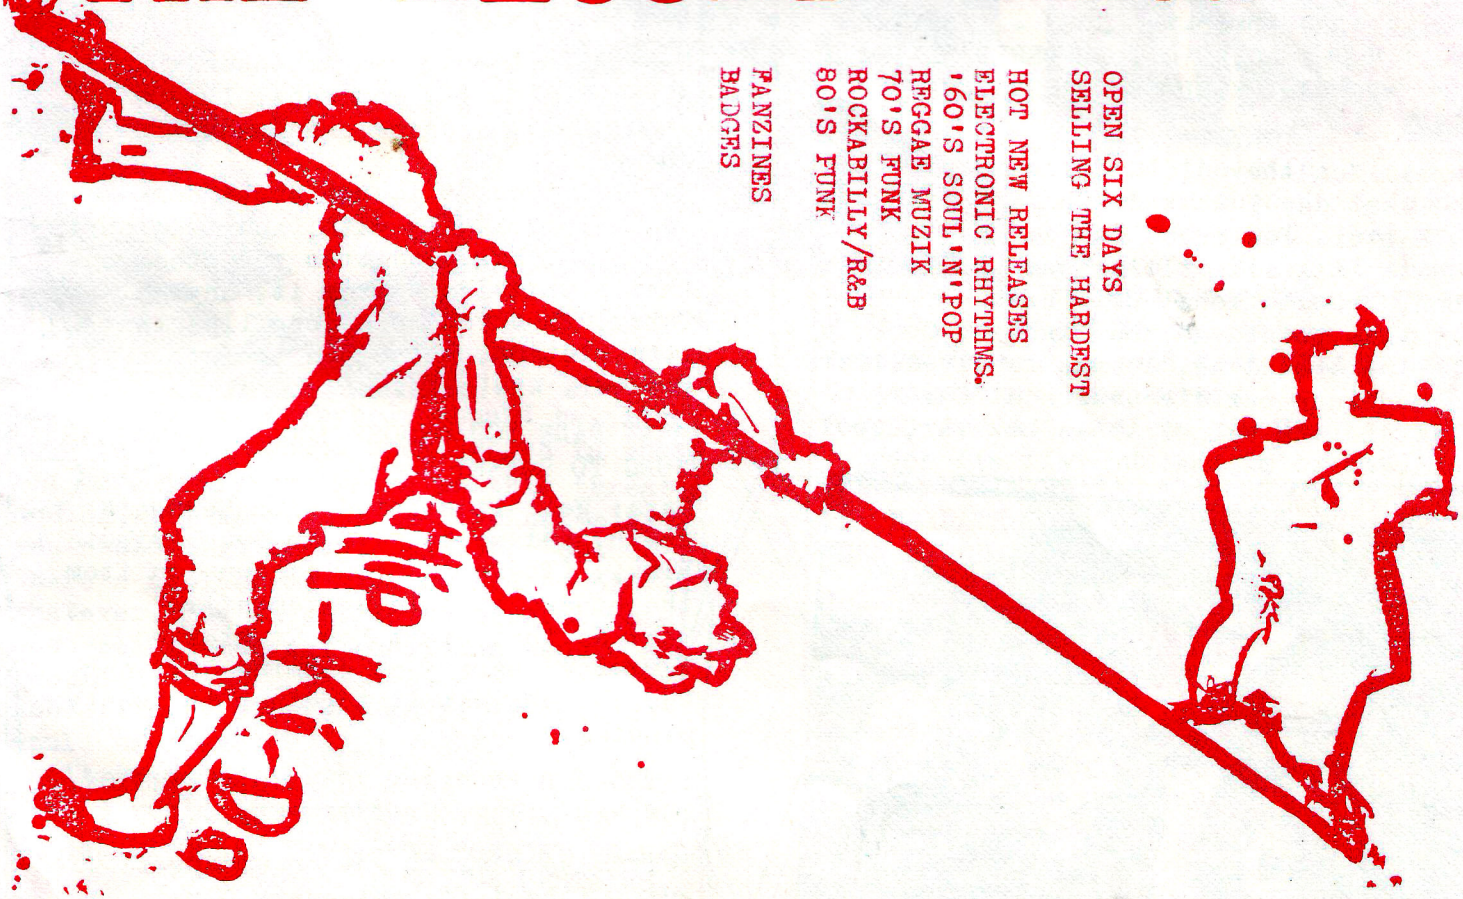 OPEN SIX DAYS
SELLING THE HARDEST
HOT NEW RELEASES
ELECTRONIC RHYTHMS.
'60'S SOUL'N'POP
REGGAE MUZIK
70'S FUNK
ROCKABILLY/R&B
80'S FUNK
FANZINES
BADGES
Hip-Ki-Do